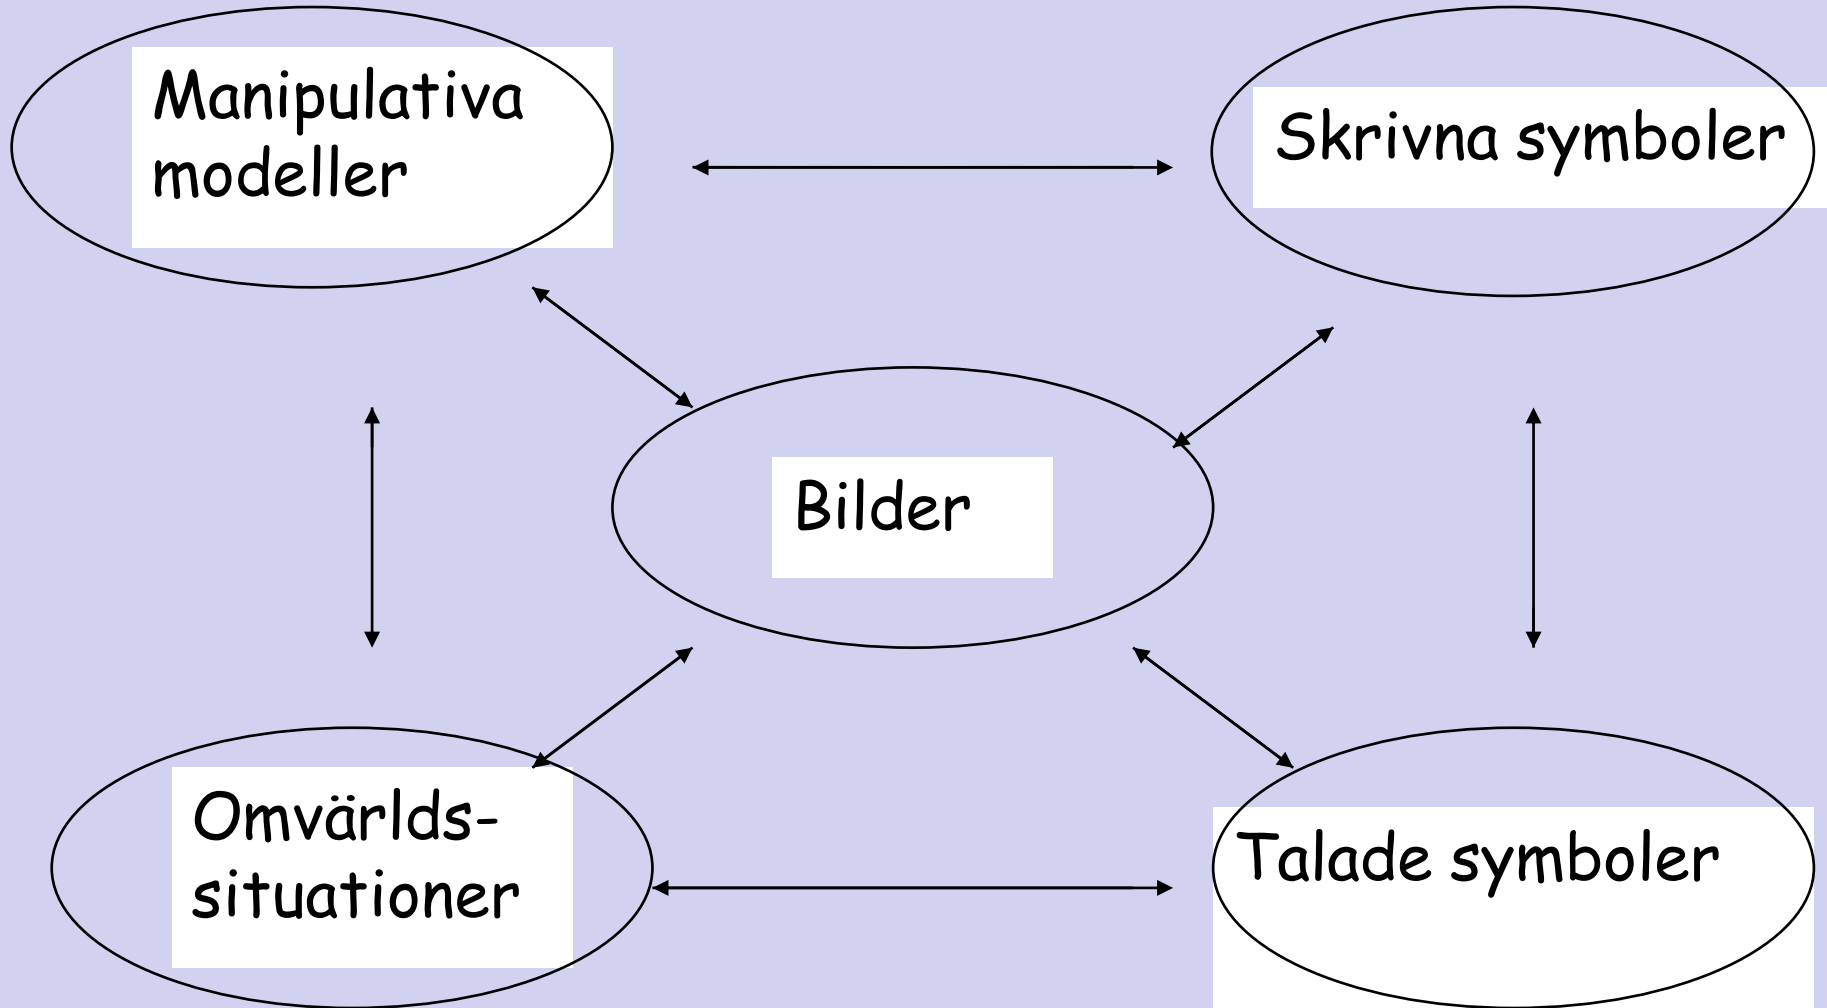 Manipulativa
modeller
Skrivna symboler
Bilder
Omvärlds-
situationer
Talade symboler